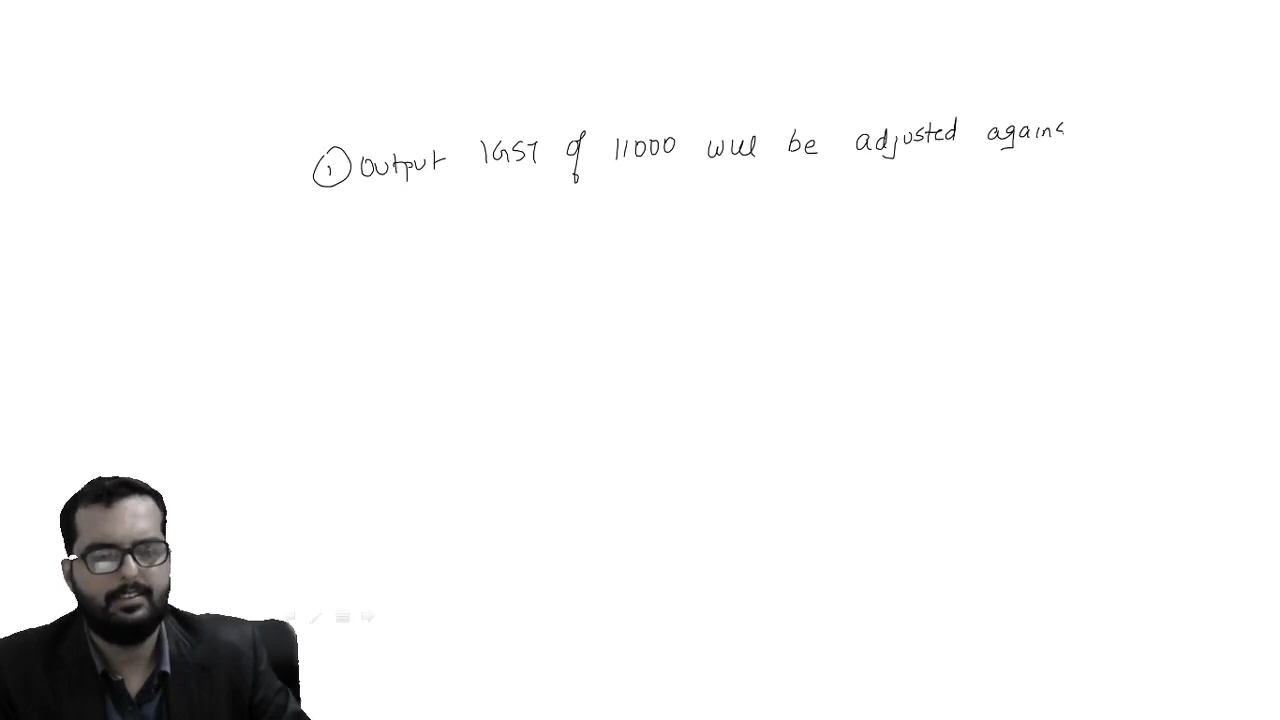 ① Output IGST of 11000 will be adjusted agains